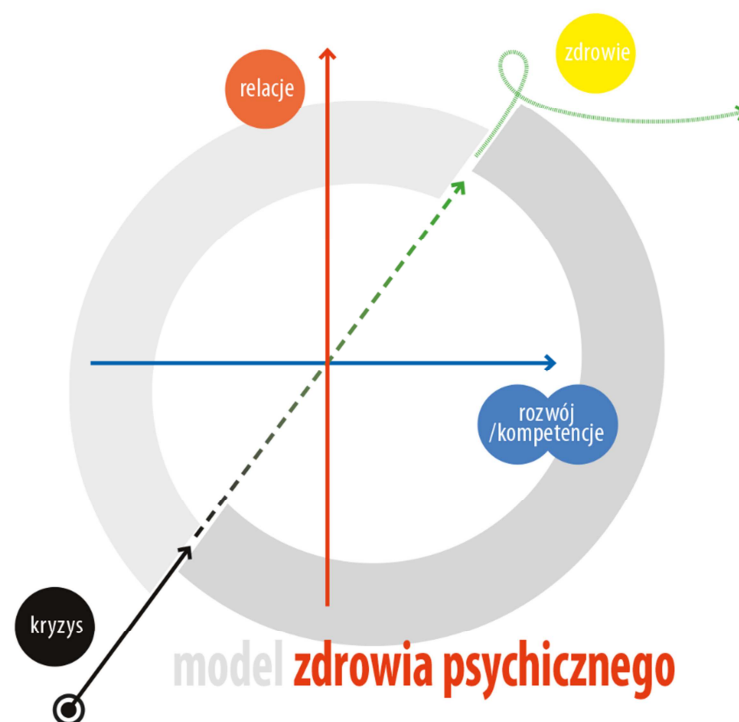 zdrowie
relacje
rozwój
/kompetencje
kryzys
model zdrowia psychicznego